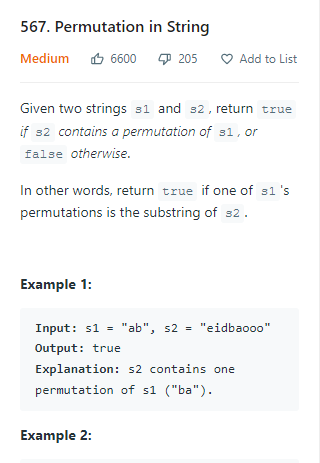 567. Permutation in String
Medium 6600 205 Add to List
Given two strings s1 and s2, return true
if s2 contains a permutation of s1, or
false otherwise.
In other words, return true if one of s1's
permutations is the substring of s2.
Example 1:
Input: s1 = "ab", s2 = "eidbaooo"
Output: true
Explanation: s2 contains one
permutation of s1 ("ba").
Example 2: